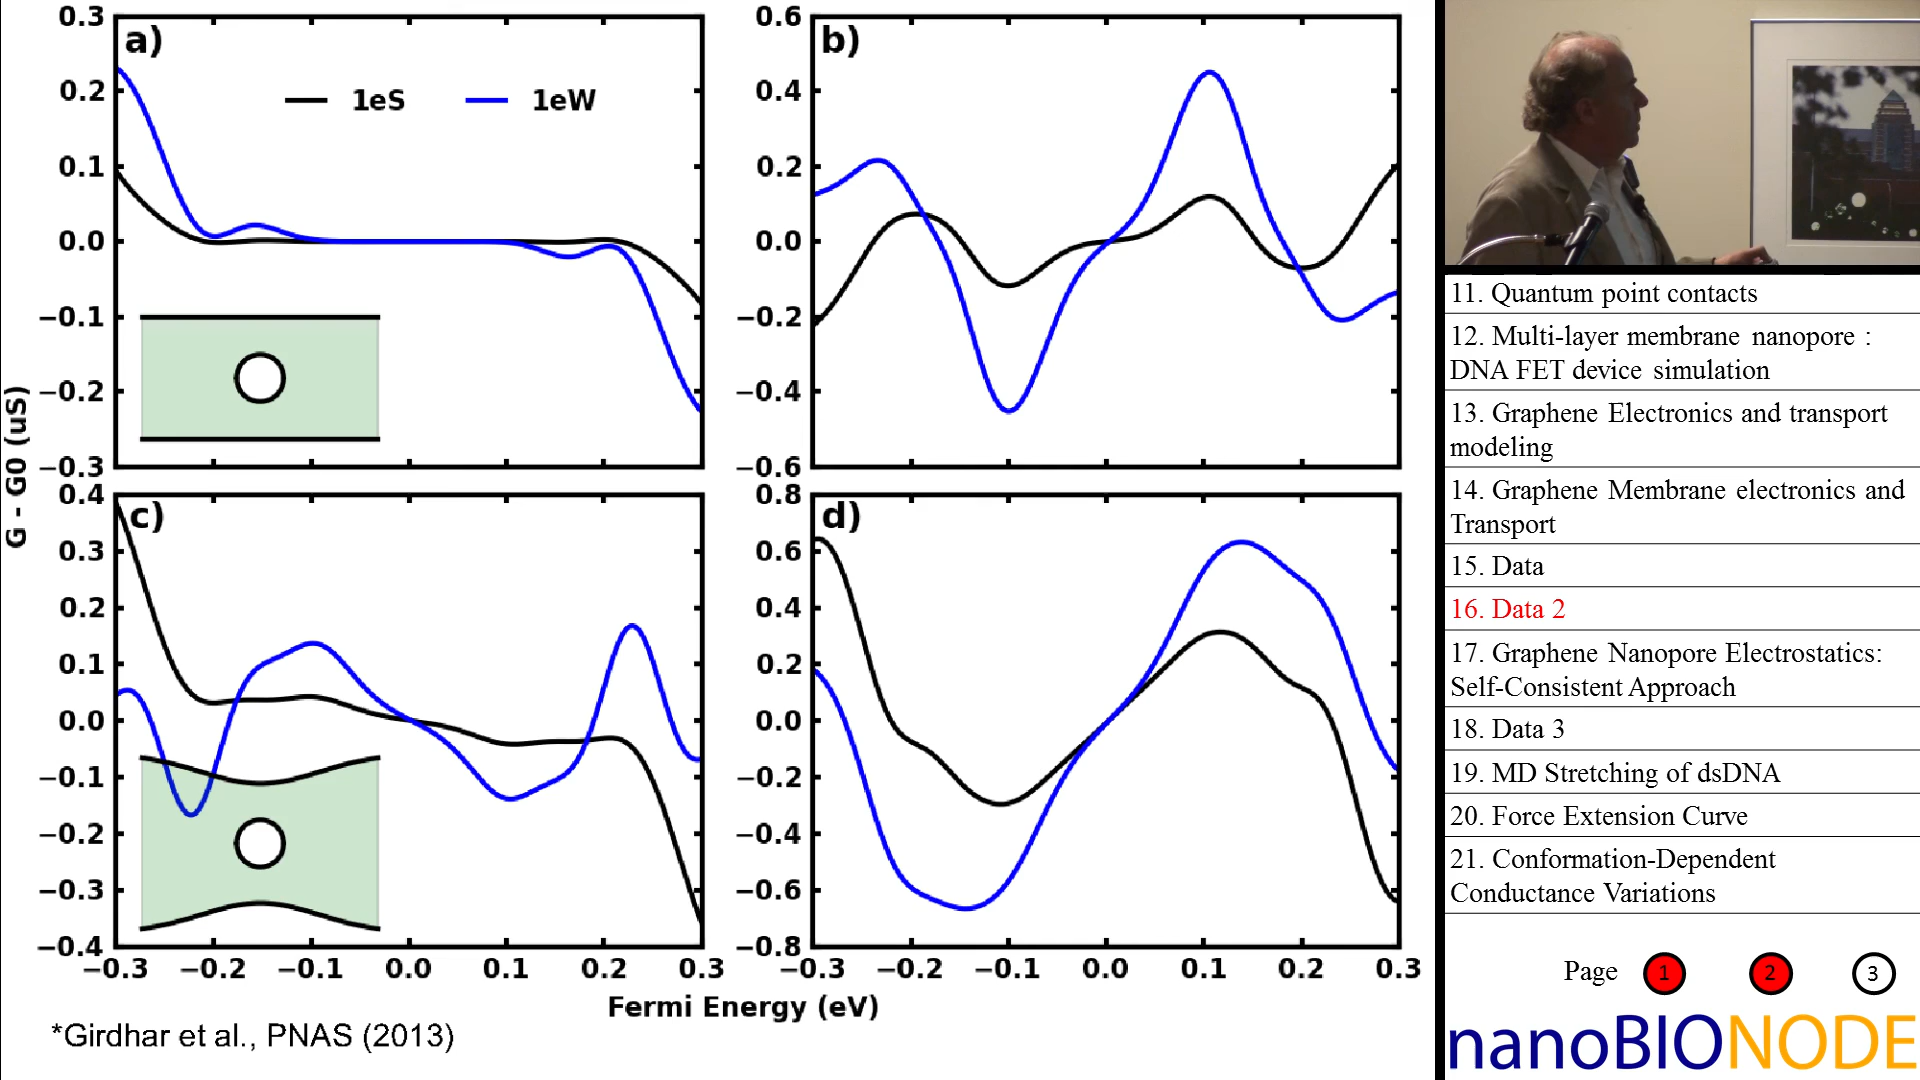 a)
1eS
1eW
0.3
0.2
0.1
0.0
−0.1
−0.2
−0.3
b)
0.6
0.4
0.2
0.0
−0.2
−0.4
−0.6
G - G0 (uS)
c)
0.4
0.3
0.2
0.1
0.0
−0.1
−0.2
−0.3
−0.4
−0.3 −0.2 −0.1 0.0 0.1 0.2 0.3
d)
0.8
0.6
0.4
0.2
0.0
−0.2
−0.4
−0.6
−0.8
−0.3 −0.2 −0.1 0.0 0.1 0.2 0.3
Fermi Energy (eV)
*Girdhar et al., PNAS (2013)
11. Quantum point contacts
12. Multi-layer membrane nanopore :
DNA FET device simulation
13. Graphene Electronics and transport
modeling
14. Graphene Membrane electronics and
Transport
15. Data
16. Data 2
17. Graphene Nanopore Electrostatics:
Self-Consistent Approach
18. Data 3
19. MD Stretching of dsDNA
20. Force Extension Curve
21. Conformation-Dependent
Conductance Variations
Page 1 2 3
nanoBIONODE